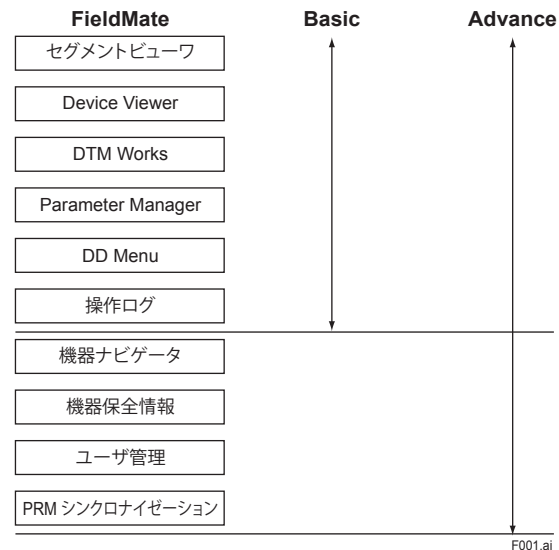 FieldMate Basic Advance
セグメントビューワ
Device Viewer
DTM Works
Parameter Manager
DD Menu
操作ログ
機器ナビゲータ
機器保全情報
ユーザ管理
PRM シンクロナイゼーション
F001.ai